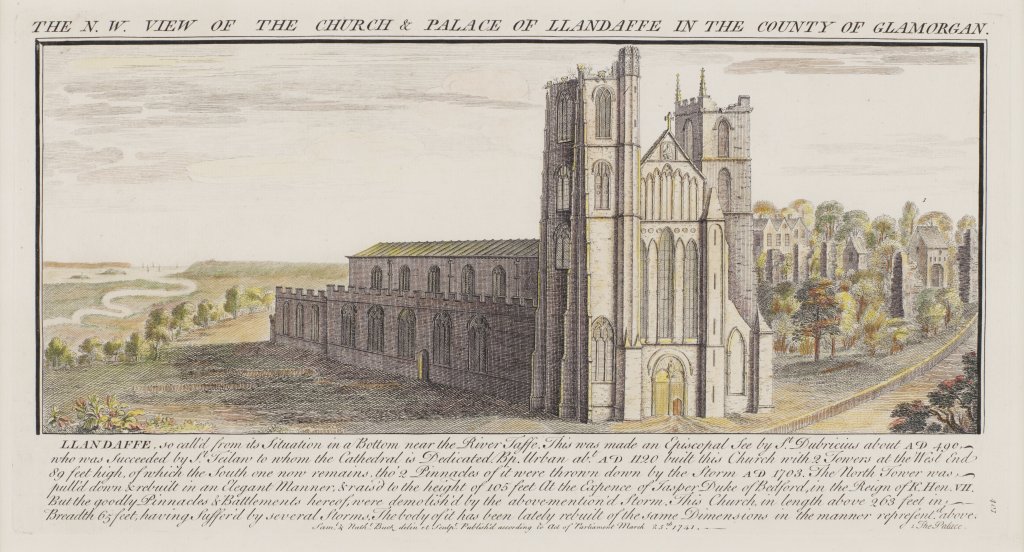 THE N. W. VIEW OF THE CHURCH & PALACE OF LLANDAFFE IN THE COUNTY OF GLAMORGAN.
1
LLANDAFFE, so call'd from its Situation in a Bottom near the River Taffe, This was made an Episcopal See by St. Dubricius about AD 490
who was Succeeded by St. Teilaw to whom the Cathedral is Dedicated. Bp. Urban abt. AD 1120 built this Church with 2 Towers at the West End
89 feet high, of which the South one now remains, tho' 2 Pinnacles of it were thrown down by the Storm AD 1703. The North Tower was
pull'd down & rebuilt in an Elegant Manner, & rais'd to the height of 105 feet At the Expence of Jasper Duke of Bedford, in the Reign of K. Hen. VII.
But the goodly Pinnacles & Battlements hereof, were demolish'd by the abovemention'd Storm. This Church, in length above 263 feet in
Breadth 65 feet, having Suffer'd by several Storms, The body of it has been lately rebuilt of the same Dimensions in the manner represent'd above.
Sam'l. & Nath'l. Buck delin'. et Sculp'. Publish'd according to Act of Parliament March 25th. 1741.
1 The Palace.
407